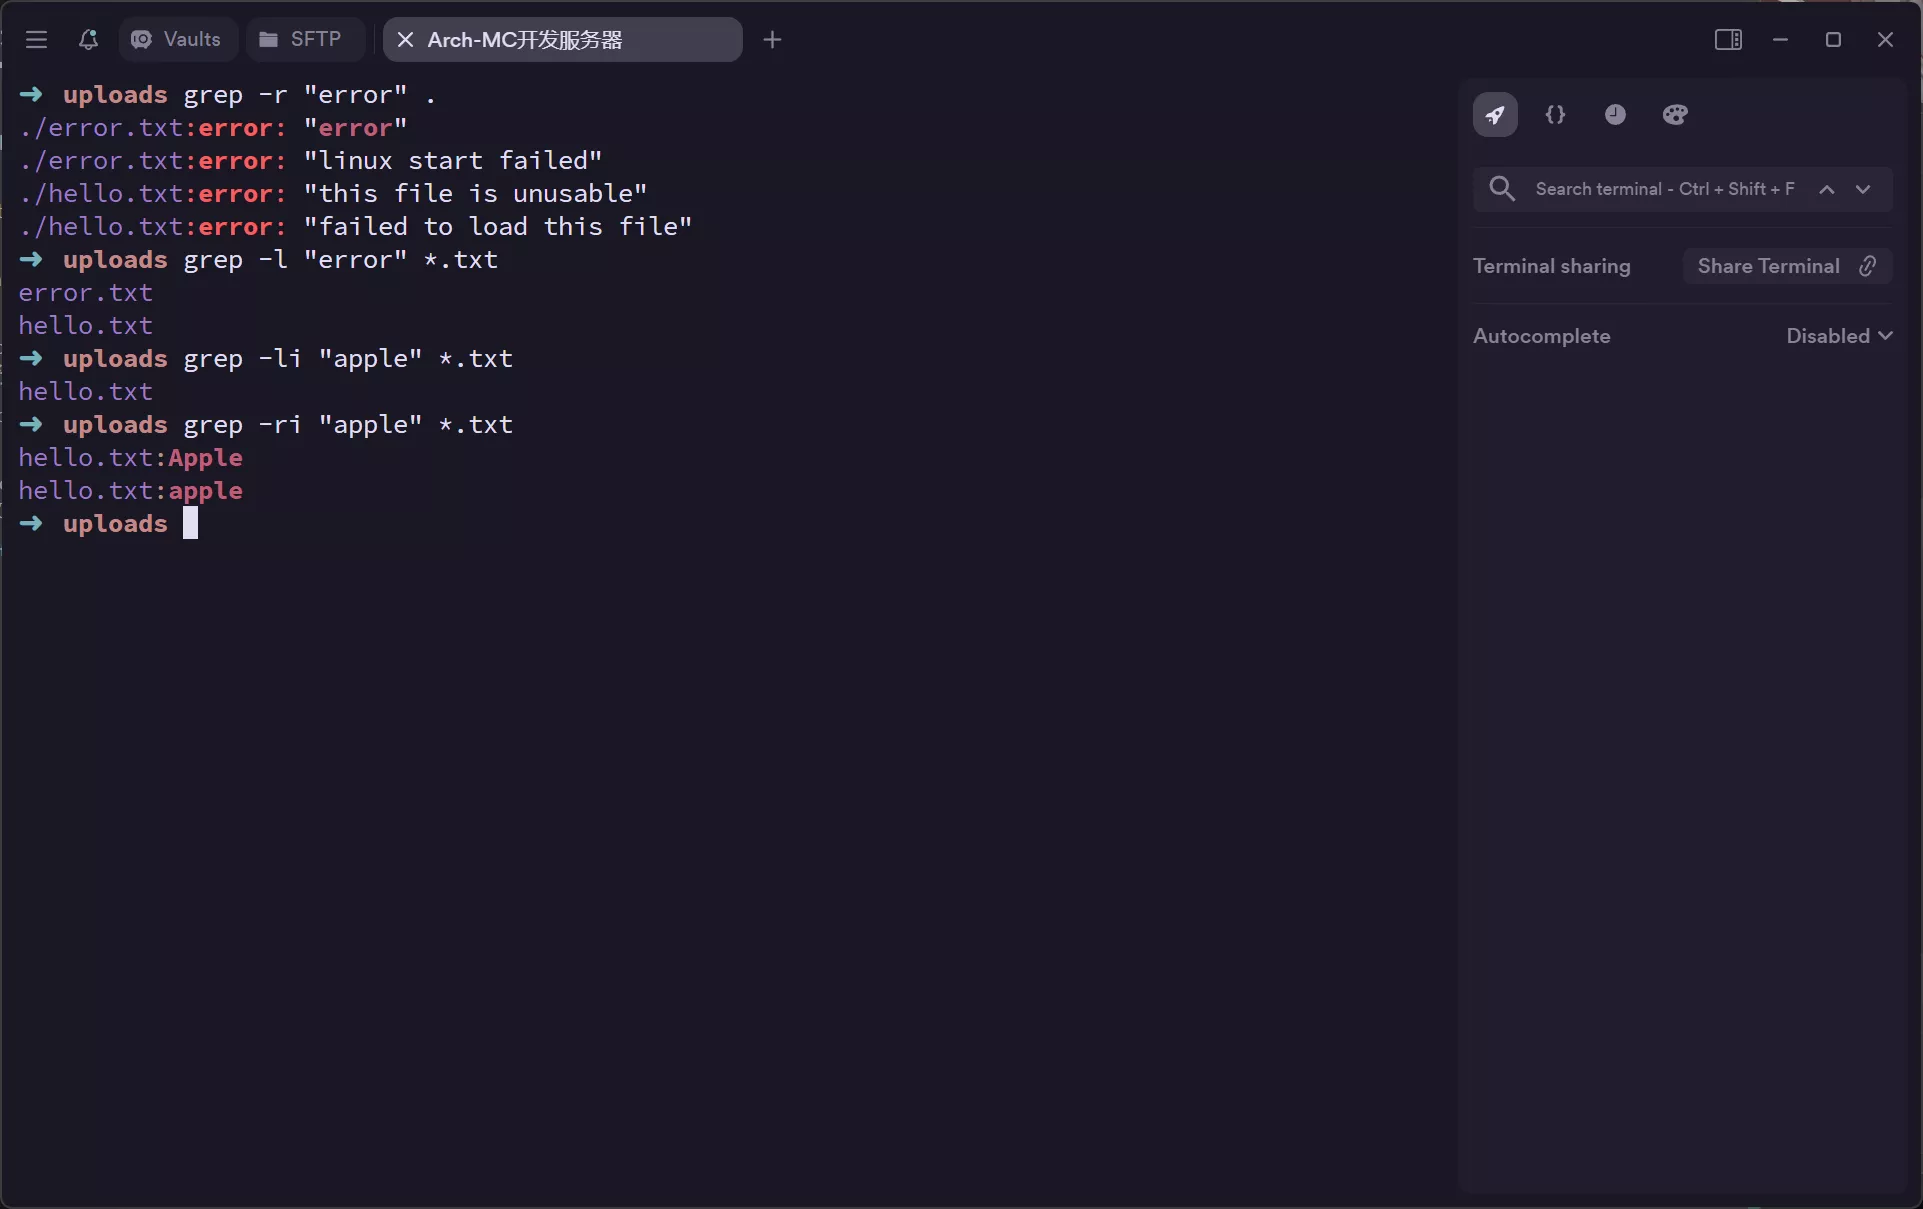 Vaults
SFTP
Arch-MC开发服务器
➜ uploads grep -r "error" .
./error.txt:error: "error"
./error.txt:error: "linux start failed"
./hello.txt:error: "this file is unusable"
./hello.txt:error: "failed to load this file"
➜ uploads grep -l "error" *.txt
error.txt
hello.txt
➜ uploads grep -li "apple" *.txt
hello.txt
➜ uploads grep -ri "apple" *.txt
hello.txt:Apple
hello.txt:apple
➜ uploads
{}
Search terminal - Ctrl + Shift + F
Terminal sharing
Share Terminal
Autocomplete
Disabled